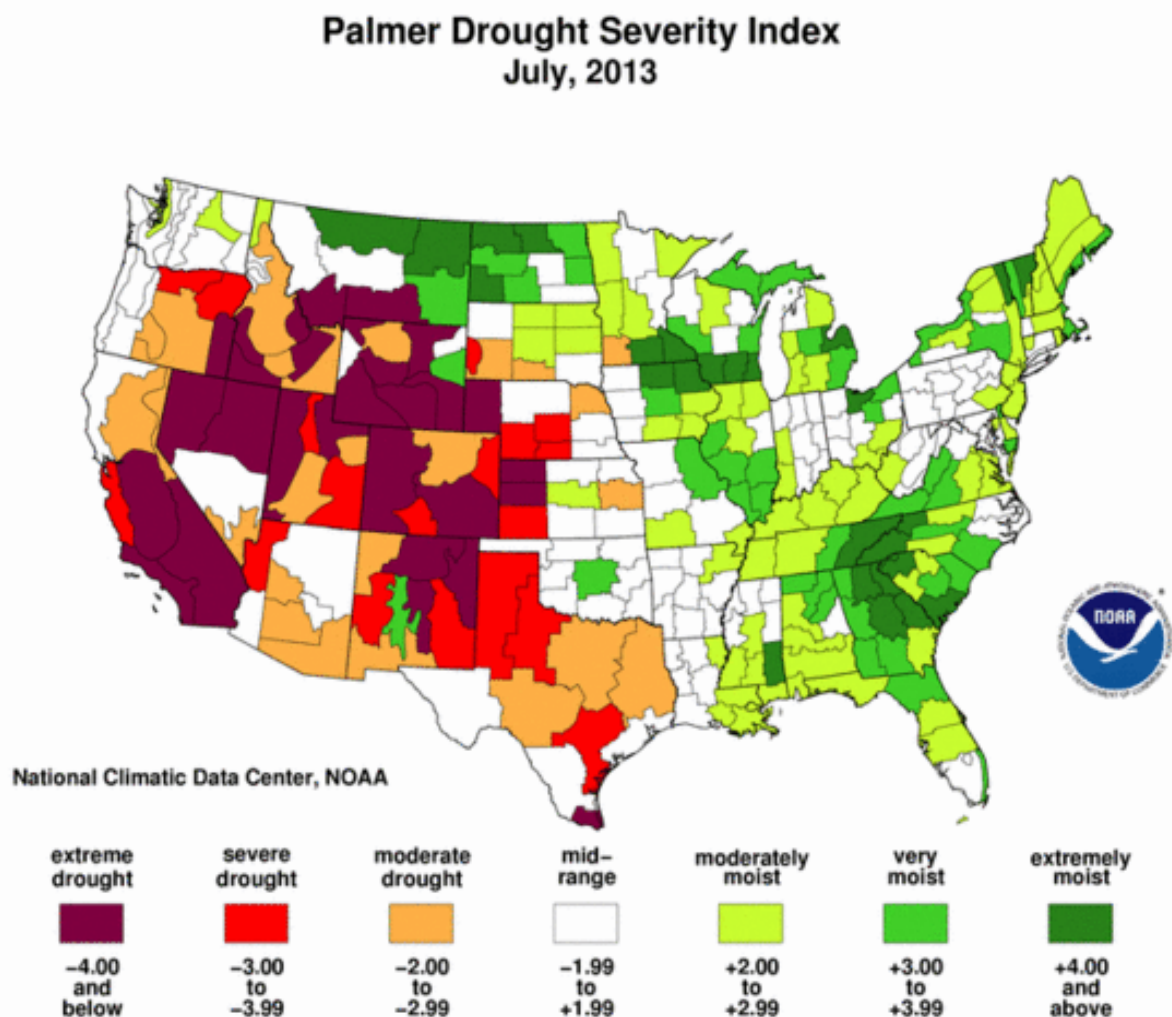 Palmer Drought Severity Index
July, 2013
NOAA
National Climatic Data Center, NOAA
extreme
drought
severe
drought
moderate
drought
mid-
range
moderately
moist
very
moist
extremely
moist
-4.00
and
below
-3.00
to
-3.99
-2.00
to
-2.99
-1.99
to
+1.99
+2.00
to
+2.99
+3.00
to
+3.99
+4.00
and
above